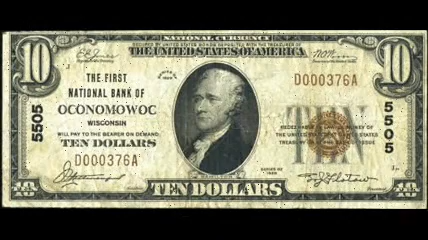 NATIONAL CURRENCY
SECURED BY UNITED STATES BONDS DEPOSITED WITH THE TREASURER OF
THE UNITED STATES OF AMERICA
10
10
THE FIRST
NATIONAL BANK OF
OCONOMOWOC
WISCONSIN
WILL PAY TO THE BEARER ON DEMAND
TEN DOLLARS
D000376A
D000376A
5505
5505
TEN
SERIES OF
1929
HAMILTON
10
TEN DOLLARS
10